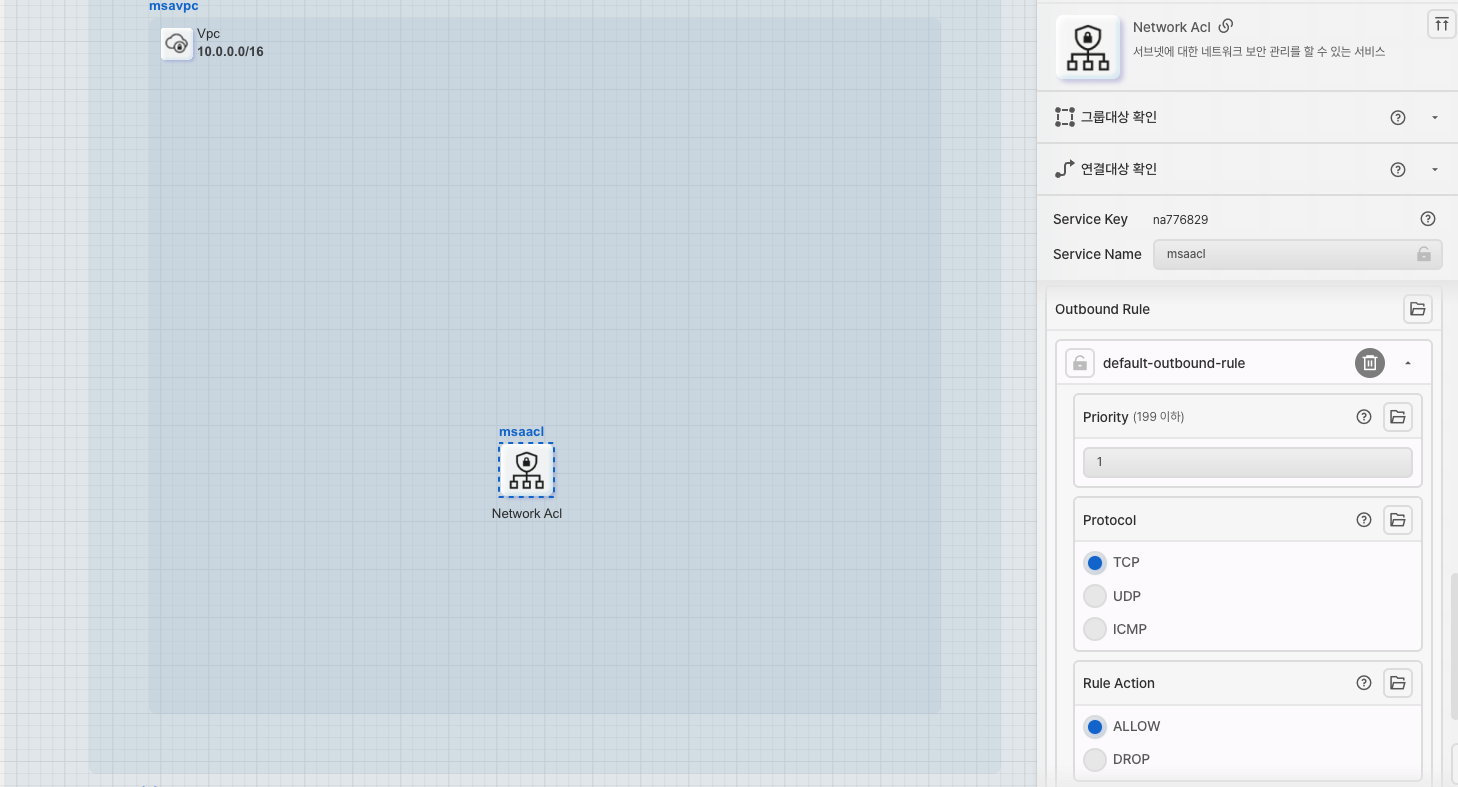 msavpc
Vpc
10.0.0.0/16
msaacl
Network Acl
Network Acl
서브넷에 대한 네트워크 보안 관리를 할 수 있는 서비스
그룹대상 확인
연결대상 확인
Service Key na776829
Service Name msaacl
Outbound Rule
default-outbound-rule
Priority (199 이하)
1
Protocol
TCP
UDP
ICMP
Rule Action
ALLOW
DROP